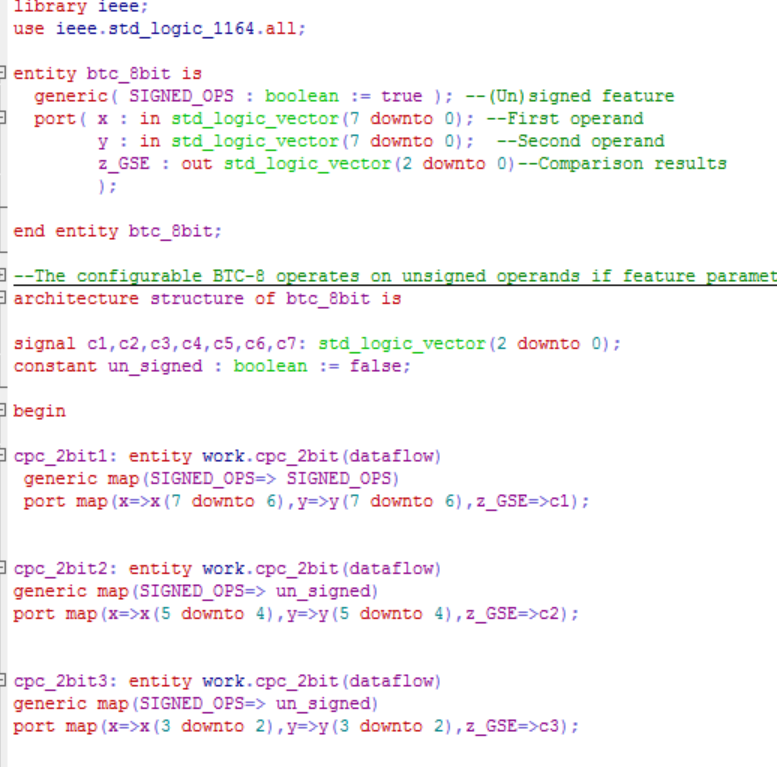 library ieee;
use ieee.std_logic_1164.all;
entity btc_8bit is
generic( SIGNED_OPS : boolean := true ); --(Un)signed feature
port( x : in std_logic_vector(7 downto 0); --First operand
y : in std_logic_vector(7 downto 0); --Second operand
z_GSE : out std_logic_vector(2 downto 0)--Comparison results
);
end entity btc_8bit;
--The configurable BTC-8 operates on unsigned operands if feature paramet
architecture structure of btc_8bit is
signal c1,c2,c3,c4,c5,c6,c7: std_logic_vector(2 downto 0);
constant un_signed : boolean := false;
begin
cpc_2bit1: entity work.cpc_2bit(dataflow)
generic map(SIGNED_OPS=> SIGNED_OPS)
port map(x=>x(7 downto 6),y=>y(7 downto 6),z_GSE=>c1);
cpc_2bit2: entity work.cpc_2bit(dataflow)
generic map(SIGNED_OPS=> un_signed)
port map(x=>x(5 downto 4),y=>y(5 downto 4),z_GSE=>c2);
cpc_2bit3: entity work.cpc_2bit(dataflow)
generic map(SIGNED_OPS=> un_signed)
port map(x=>x(3 downto 2),y=>y(3 downto 2),z_GSE=>c3);